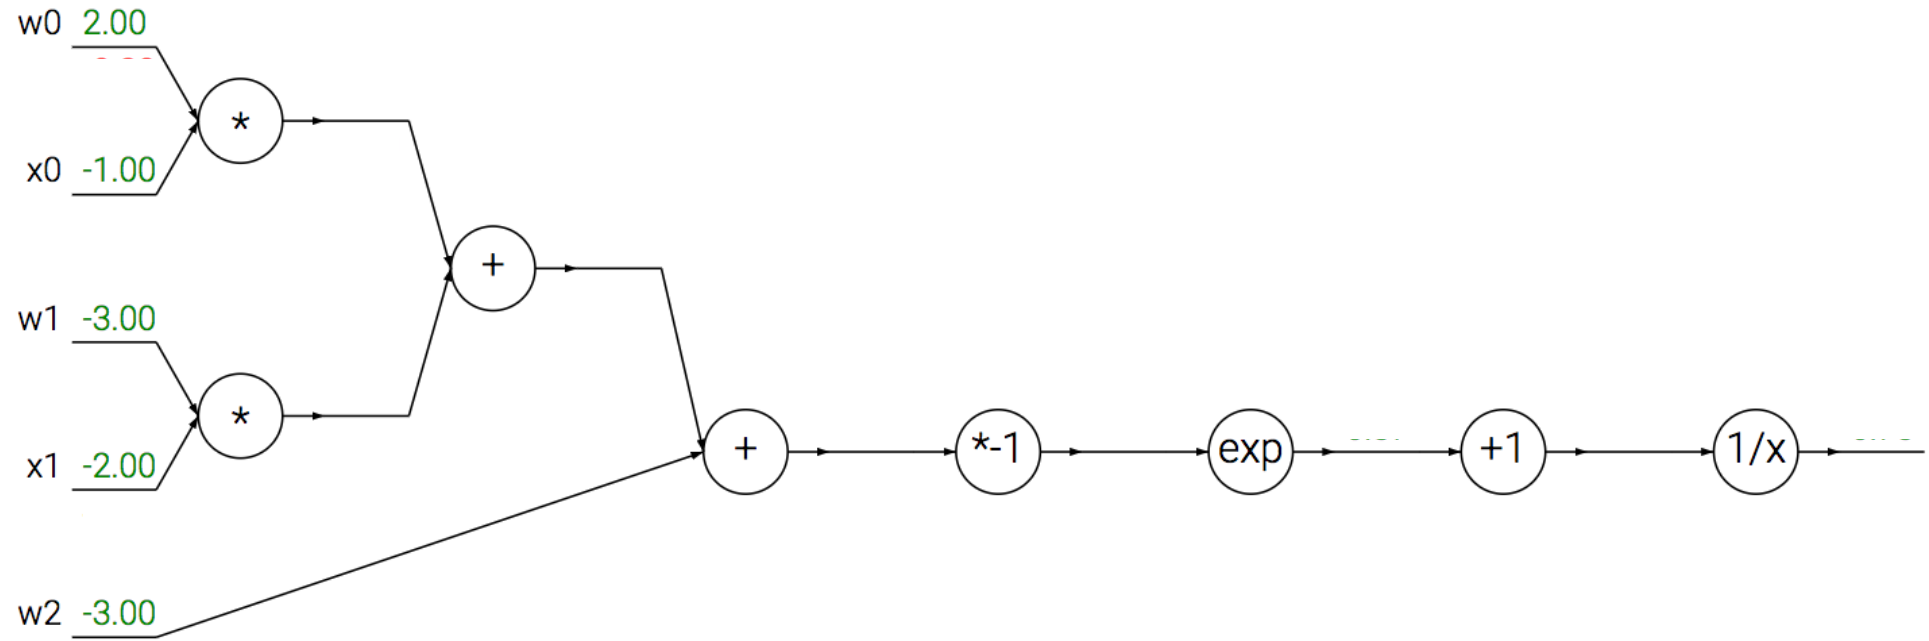 w0 2.00
*
x0 -1.00
+
w1 -3.00
*
x1 -2.00
+ *-1 exp +1 1/x
w2 -3.00